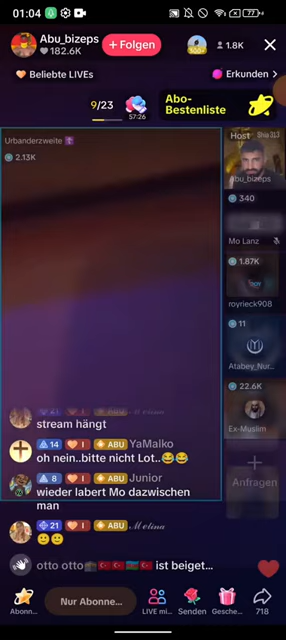 01:04
77
Abu_bizeps
182.6K
+ Folgen
1.8K
Beliebte LIVEs
Erkunden >
9/23
57:26
Abo-
Bestenliste
Urbanderzweite
2.13K
Host
Abu_bizeps
340
Mo Lanz
1.87K
royrieck908
11
Atabey_Nur...
22.6K
Ex-Muslim
+
Anfragen
stream hängt
14 I ABU YaMalko
oh nein..bitte nicht Lot..😂😂
8 I ABU Junior
wieder labert Mo dazwischen
man
21 I ABU Melina
otto otto ist beiget...
Abonn...
Nur Abonne...
LIVE mi...
Senden
Gesche...
718